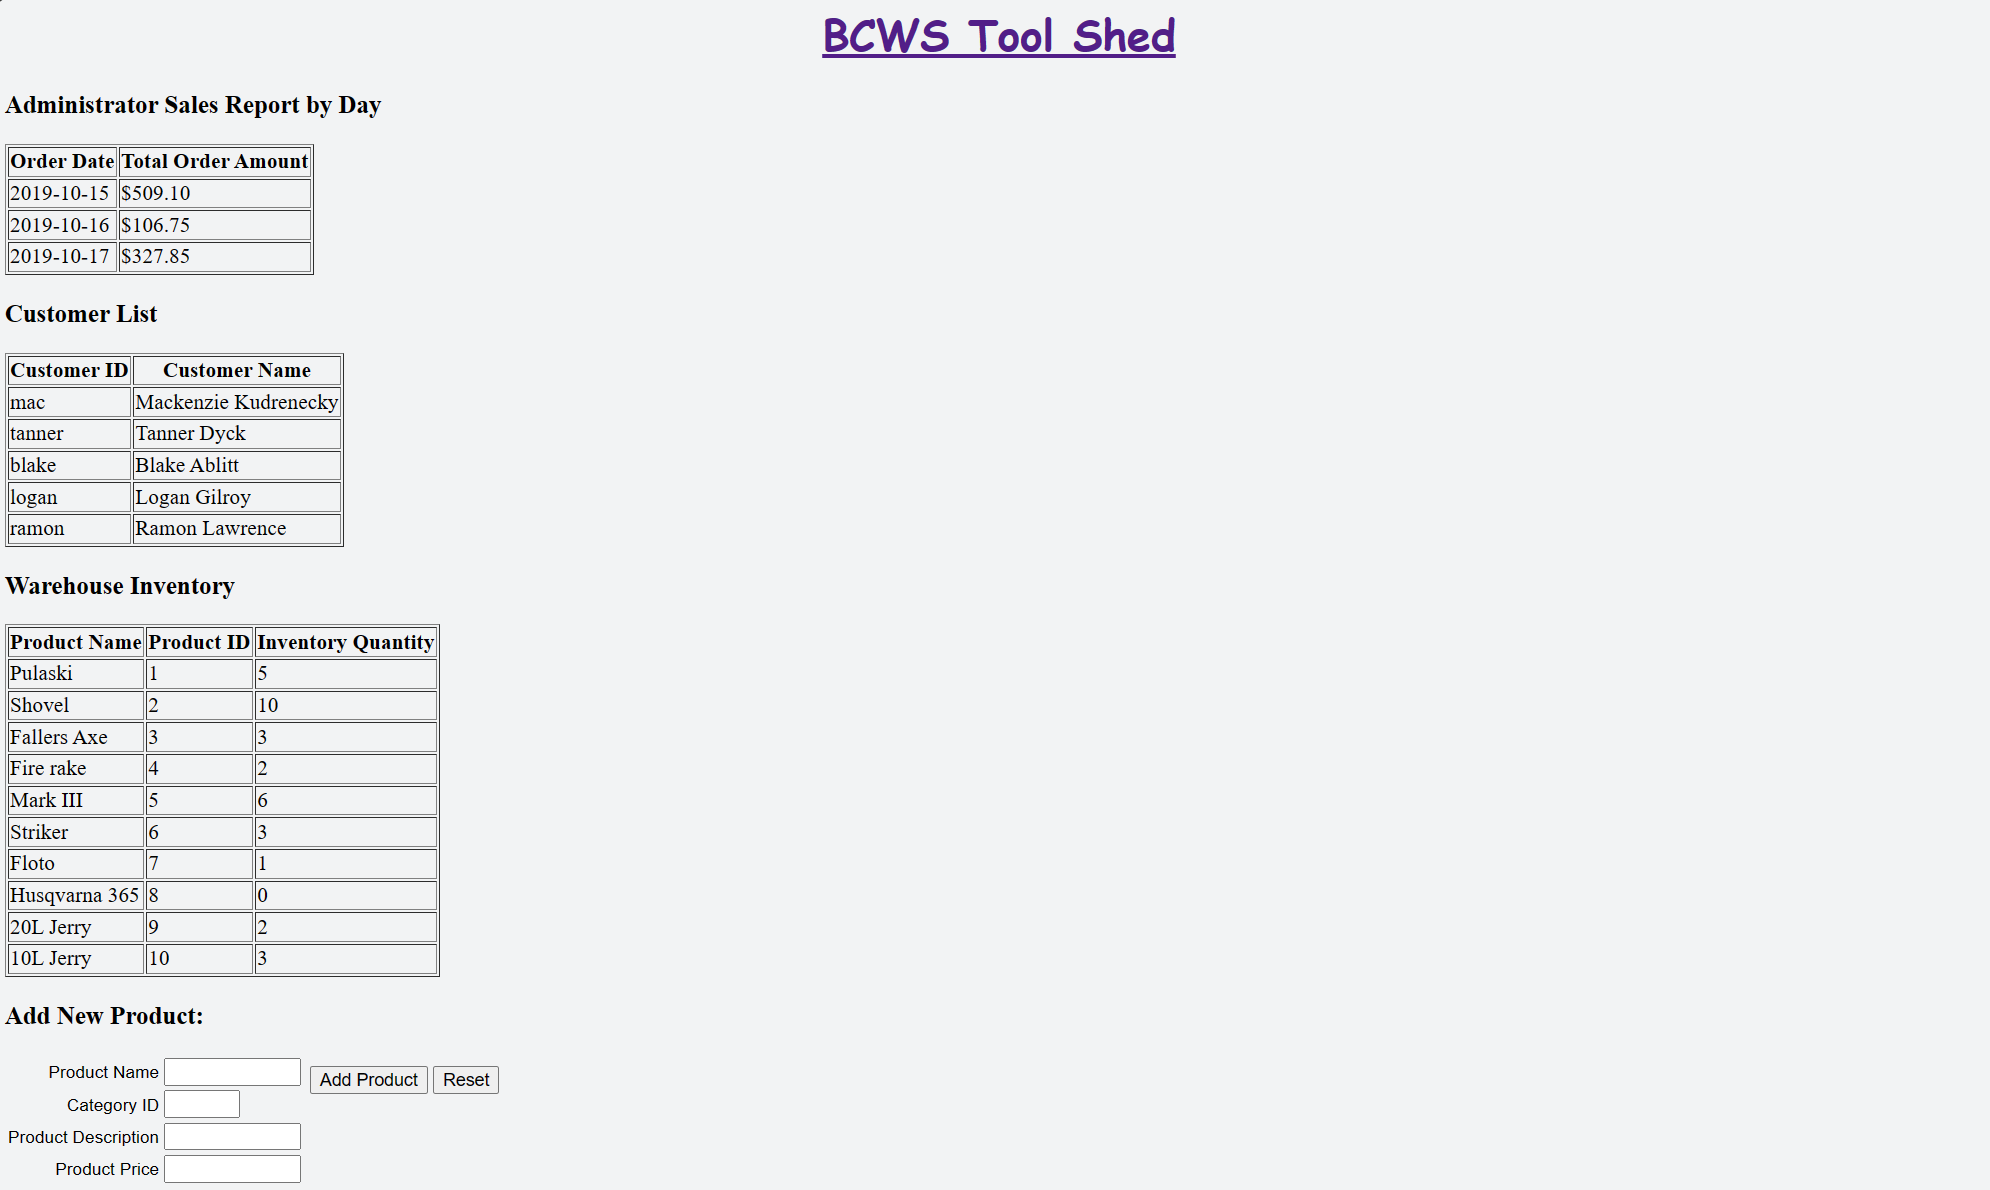 BCWS Tool Shed
Administrator Sales Report by Day
Order Date Total Order Amount
2019-10-15 $509.10
2019-10-16 $106.75
2019-10-17 $327.85
Customer List
Customer ID Customer Name
mac Mackenzie Kudrenecky
tanner Tanner Dyck
blake Blake Ablitt
logan Logan Gilroy
ramon Ramon Lawrence
Warehouse Inventory
Product Name Product ID Inventory Quantity
Pulaski 1 5
Shovel 2 10
Fallers Axe 3 3
Fire rake 4 2
Mark III 5 6
Striker 6 3
Floto 7 1
Husqvarna 365 8 0
20L Jerry 9 2
10L Jerry 10 3
Add New Product:
Product Name Add Product Reset
Category ID
Product Description
Product Price